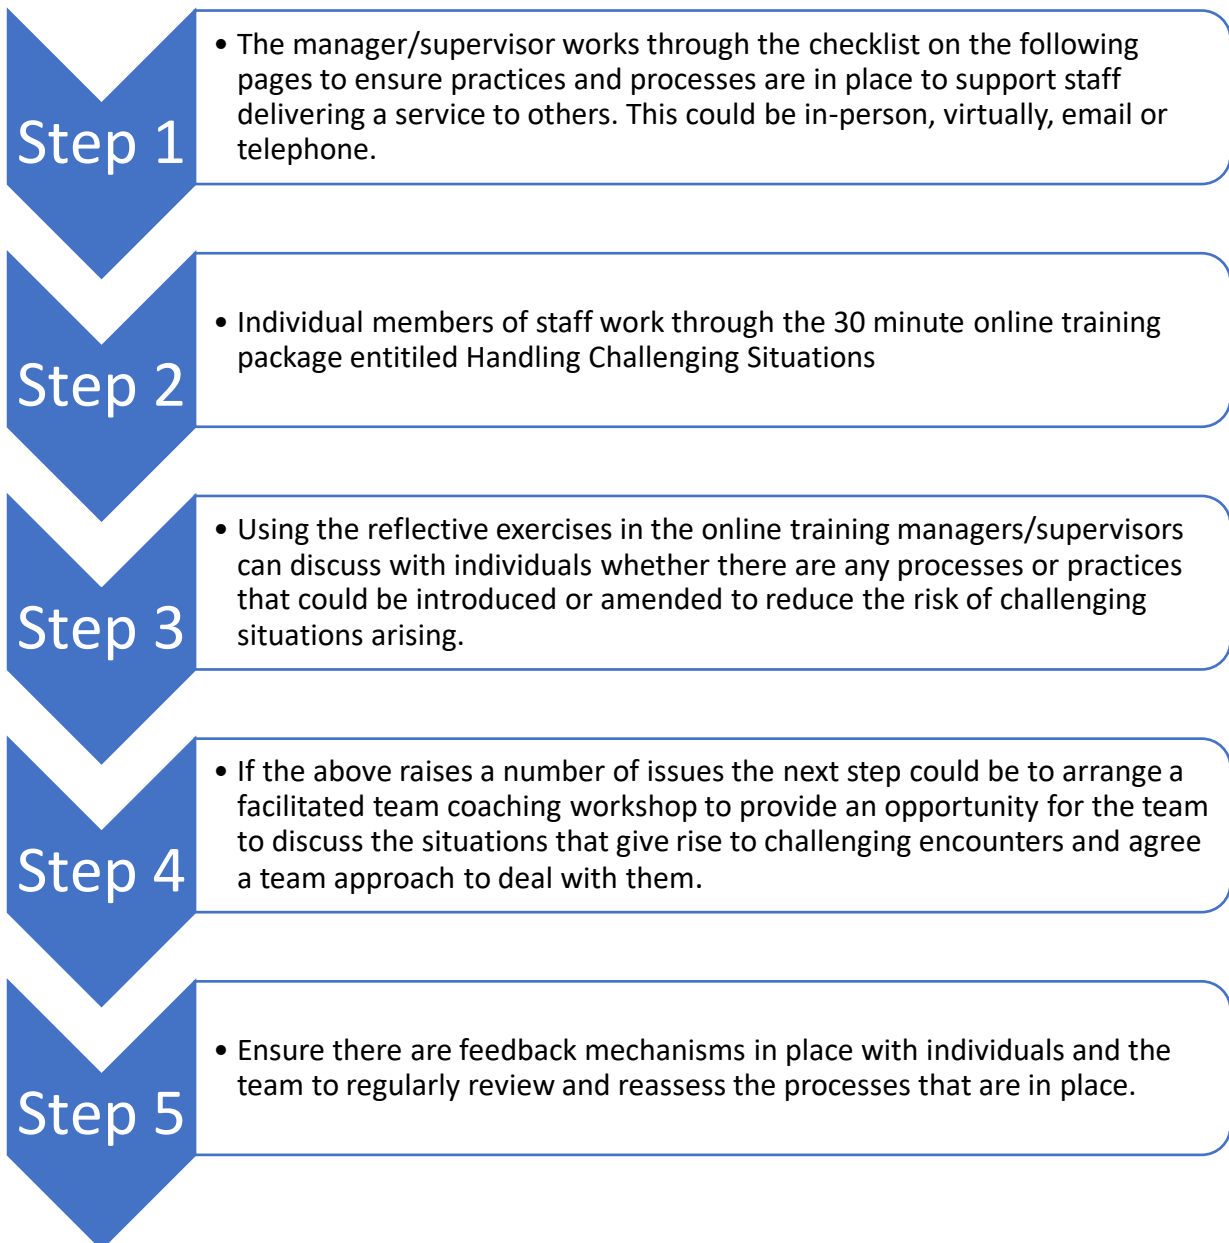 Step 1
• The manager/supervisor works through the checklist on the following
pages to ensure practices and processes are in place to support staff
delivering a service to others. This could be in-person, virtually, email or
telephone.
Step 2
• Individual members of staff work through the 30 minute online training
package entitiled Handling Challenging Situations
Step 3
• Using the reflective exercises in the online training managers/supervisors
can discuss with individuals whether there are any processes or practices
that could be introduced or amended to reduce the risk of challenging
situations arising.
Step 4
• If the above raises a number of issues the next step could be to arrange a
facilitated team coaching workshop to provide an opportunity for the team
to discuss the situations that give rise to challenging encounters and agree
a team approach to deal with them.
Step 5
• Ensure there are feedback mechanisms in place with individuals and the
team to regularly review and reassess the processes that are in place.